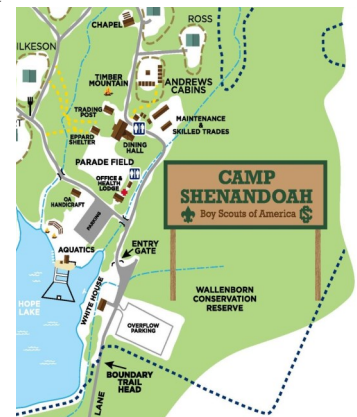 CHAPEL
ROSS
ILKESON
TIMBER
MOUNTAIN
ANDREWS
CABINS
TRADING
POST
MAINTENANCE
&
SKILLED TRADES
EPPARD
SHELTER
DINING
HALL
PARADE FIELD
OFFICE &
HEALTH
LODGE
CAMP
SHENANDOAH
Boy Scouts of America
OA
HANDICRAFT
PARKING
AQUATICS
ENTRY
GATE
HOPE
LAKE
WHITE HOUSE
WALLENBORN
CONSERVATION
RESERVE
OVERFLOW
PARKING
BOUNDARY
TRAIL
HEAD
LANE